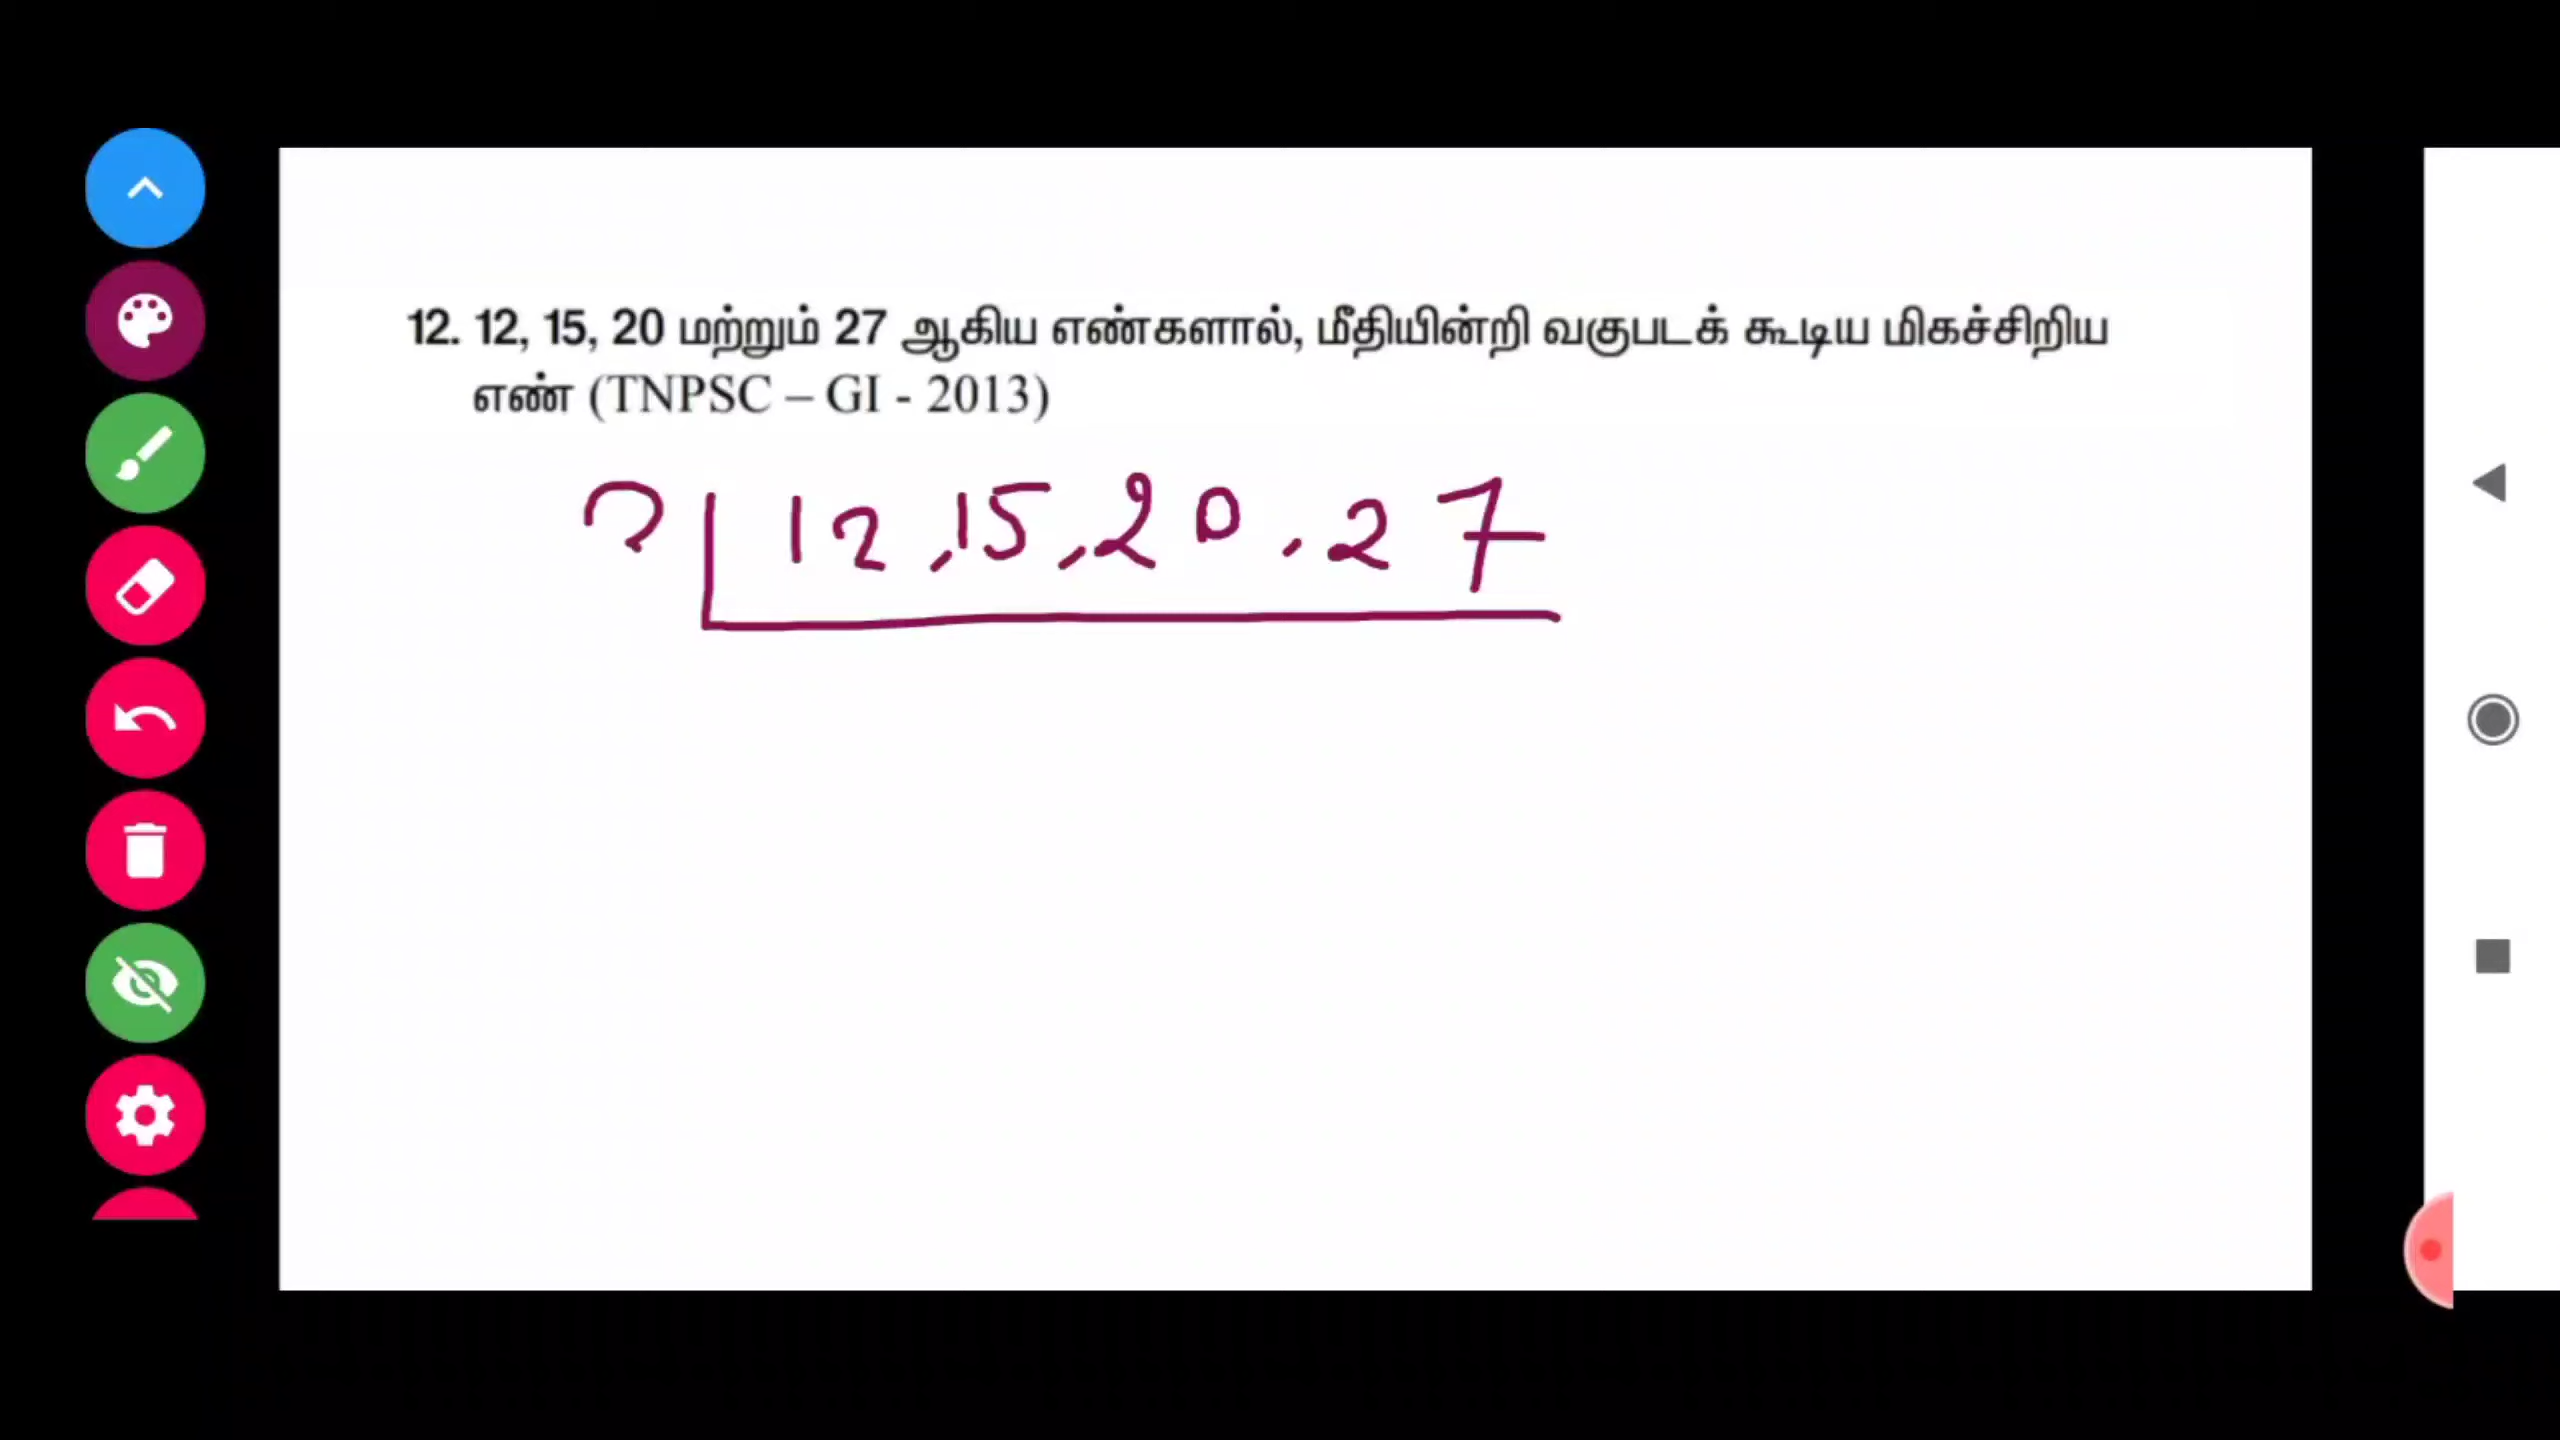 12. 12, 15, 20 மற்றும் 27 ஆகிய எண்களால், மீதியின்றி வகுபடக் கூடிய மிகச்சிறிய
எண் (TNPSC – GI - 2013)
12,15,20,27